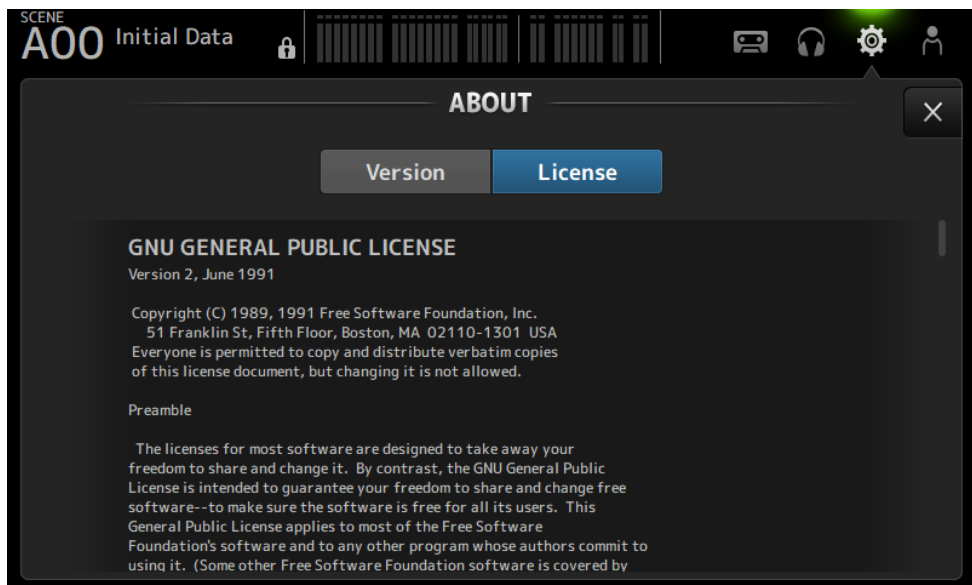 SCENE
A00 Initial Data
ABOUT
Version License
GNU GENERAL PUBLIC LICENSE
Version 2, June 1991
Copyright (C) 1989, 1991 Free Software Foundation, Inc.
51 Franklin St, Fifth Floor, Boston, MA 02110-1301 USA
Everyone is permitted to copy and distribute verbatim copies
of this license document, but changing it is not allowed.
Preamble
The licenses for most software are designed to take away your
freedom to share and change it. By contrast, the GNU General Public
License is intended to guarantee your freedom to share and change free
software--to make sure the software is free for all its users. This
General Public License applies to most of the Free Software
Foundation's software and to any other program whose authors commit to
using it. (Some other Free Software Foundation software is covered by